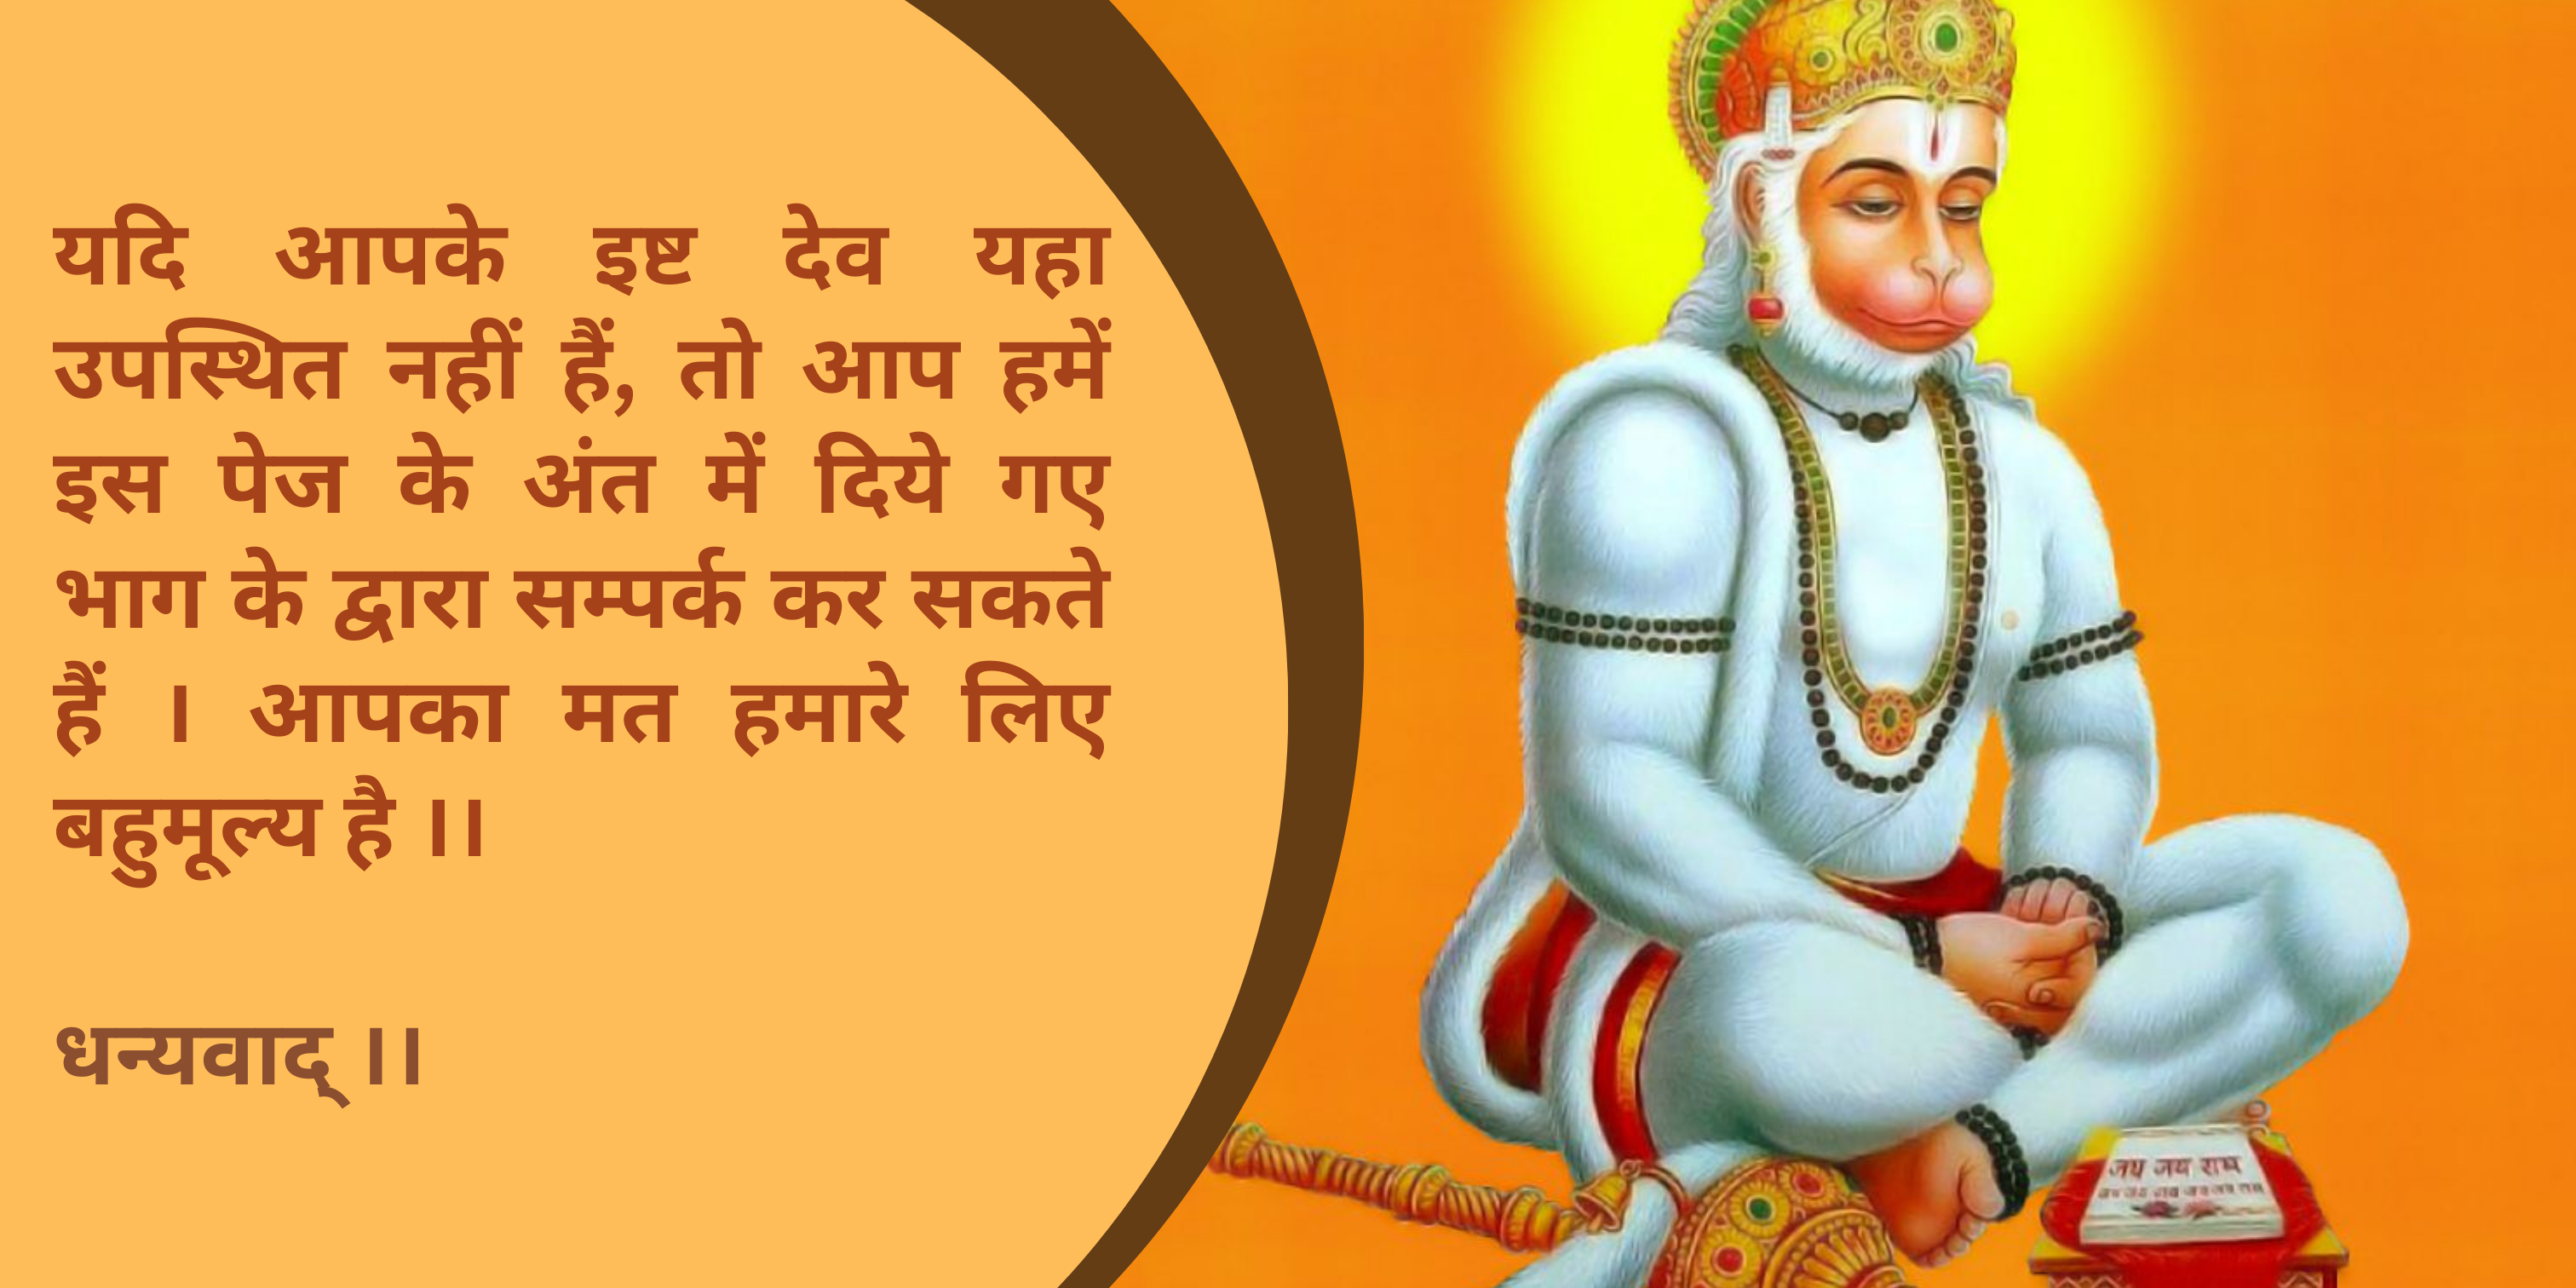 यदि आपके इष्ट देव यहा
उपस्थित नहीं हैं, तो आप हमें
इस पेज के अंत में दिये गए
भाग के द्वारा सम्पर्क कर सकते
हैं । आपका मत हमारे लिए
बहुमूल्य है ।।
धन्यवाद् ।।
जय जय राम